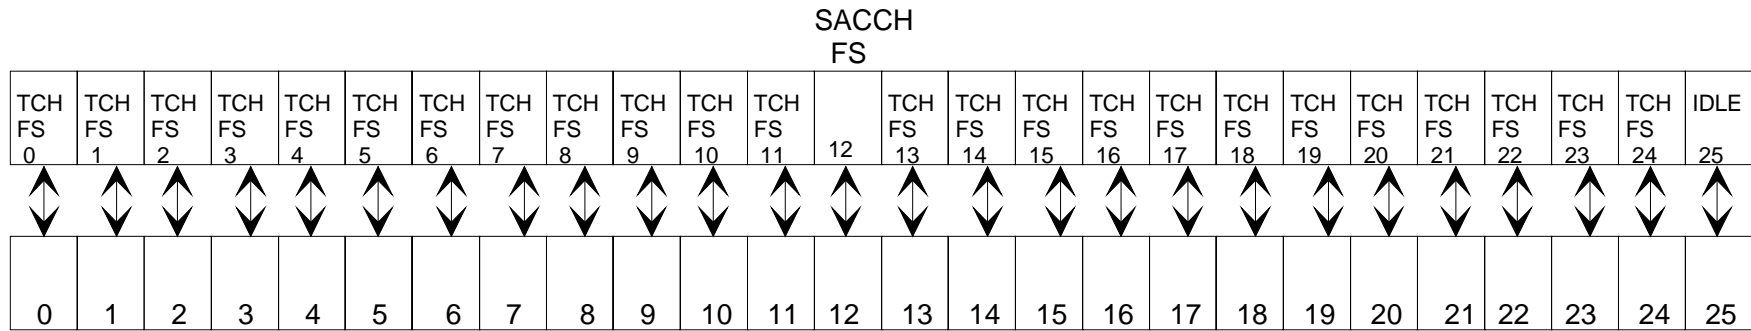 SACCH
FS
TCH TCH TCH TCH TCH TCH TCH TCH TCH TCH TCH TCH TCH TCH TCH TCH TCH TCH TCH TCH TCH TCH TCH TCH IDLE
FS FS FS FS FS FS FS FS FS FS FS FS FS FS FS FS FS FS FS FS FS FS FS FS
0 1 2 3 4 5 6 7 8 9 10 11 12 13 14 15 16 17 18 19 20 21 22 23 24 25
0 1 2 3 4 5 6 7 8 9 10 11 12 13 14 15 16 17 18 19 20 21 22 23 24 25